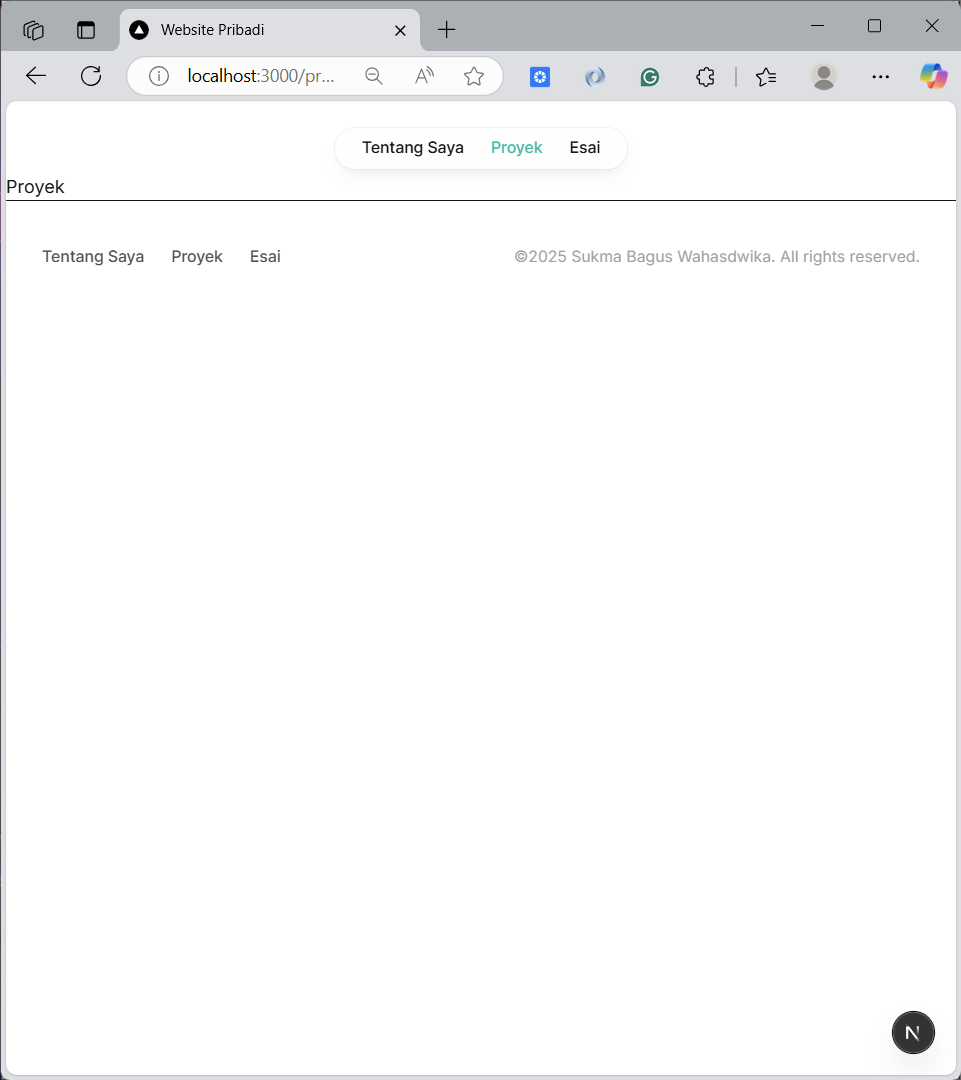 Website Pribadi
localhost:3000/pr...
Tentang Saya Proyek Esai
Proyek
Tentang Saya Proyek Esai ©2025 Sukma Bagus Wahasdwika. All rights reserved.
N